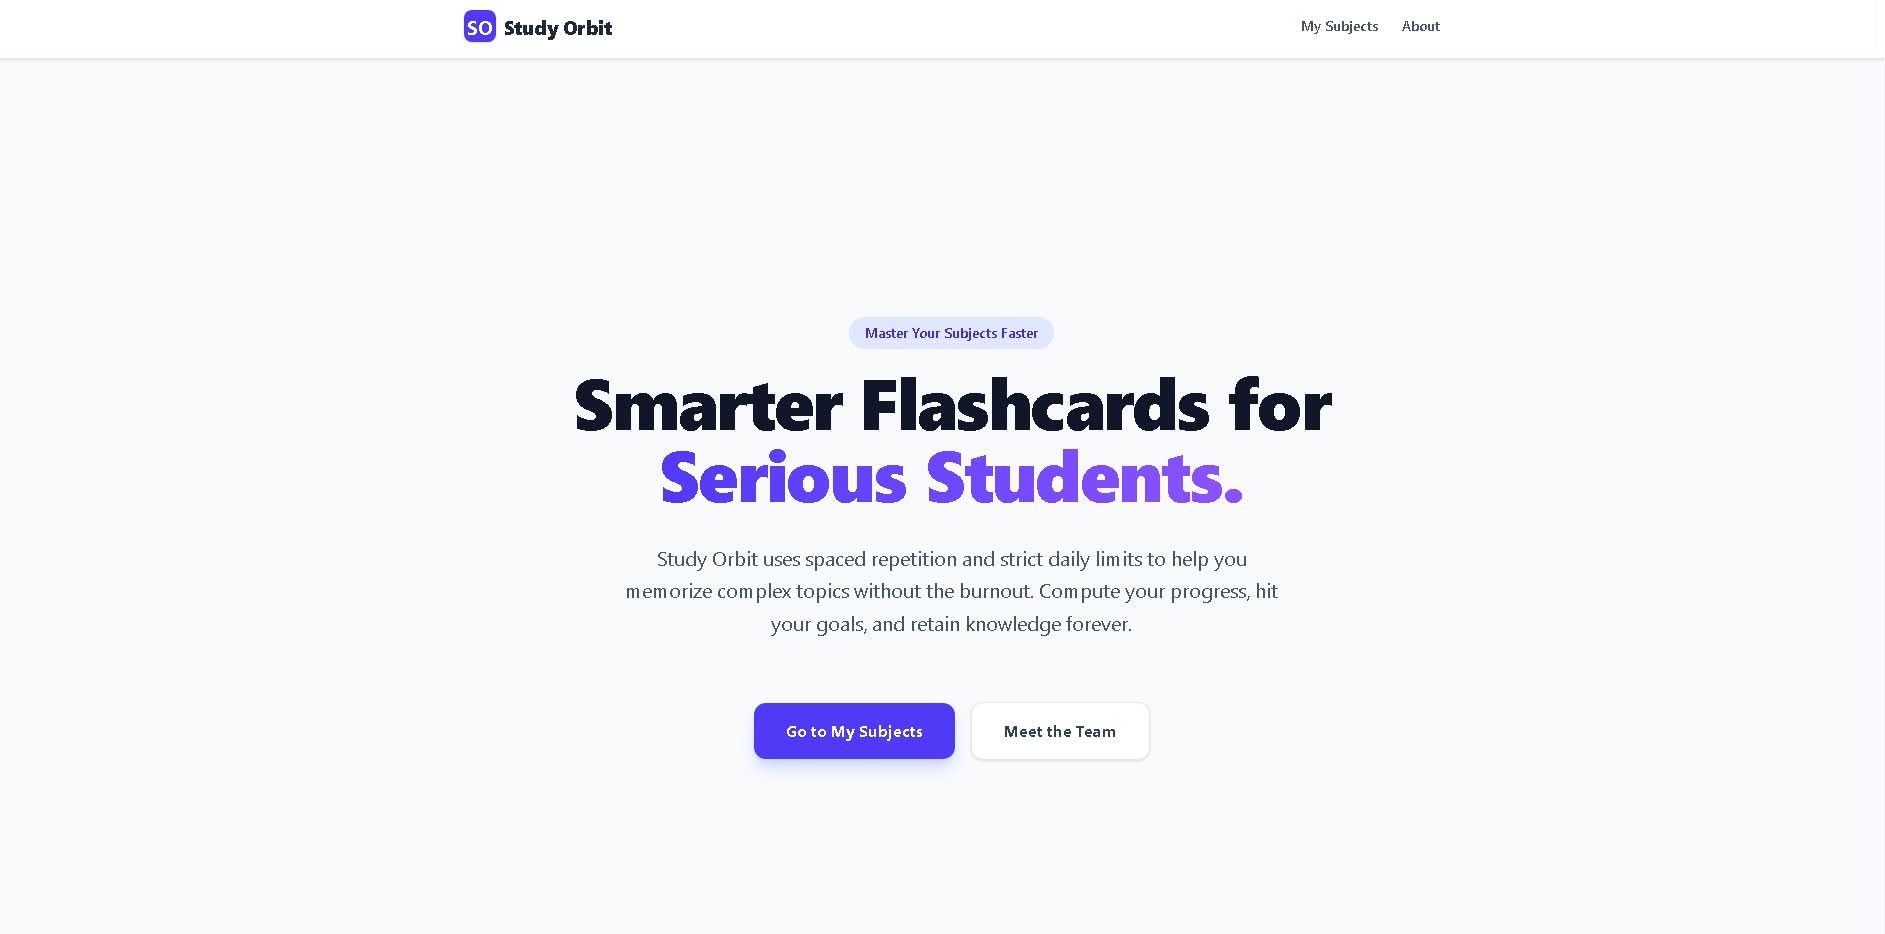 SO Study Orbit
My Subjects About
Master Your Subjects Faster
Smarter Flashcards for
Serious Students.
Study Orbit uses spaced repetition and strict daily limits to help you
memorize complex topics without the burnout. Compute your progress, hit
your goals, and retain knowledge forever.
Go to My Subjects
Meet the Team